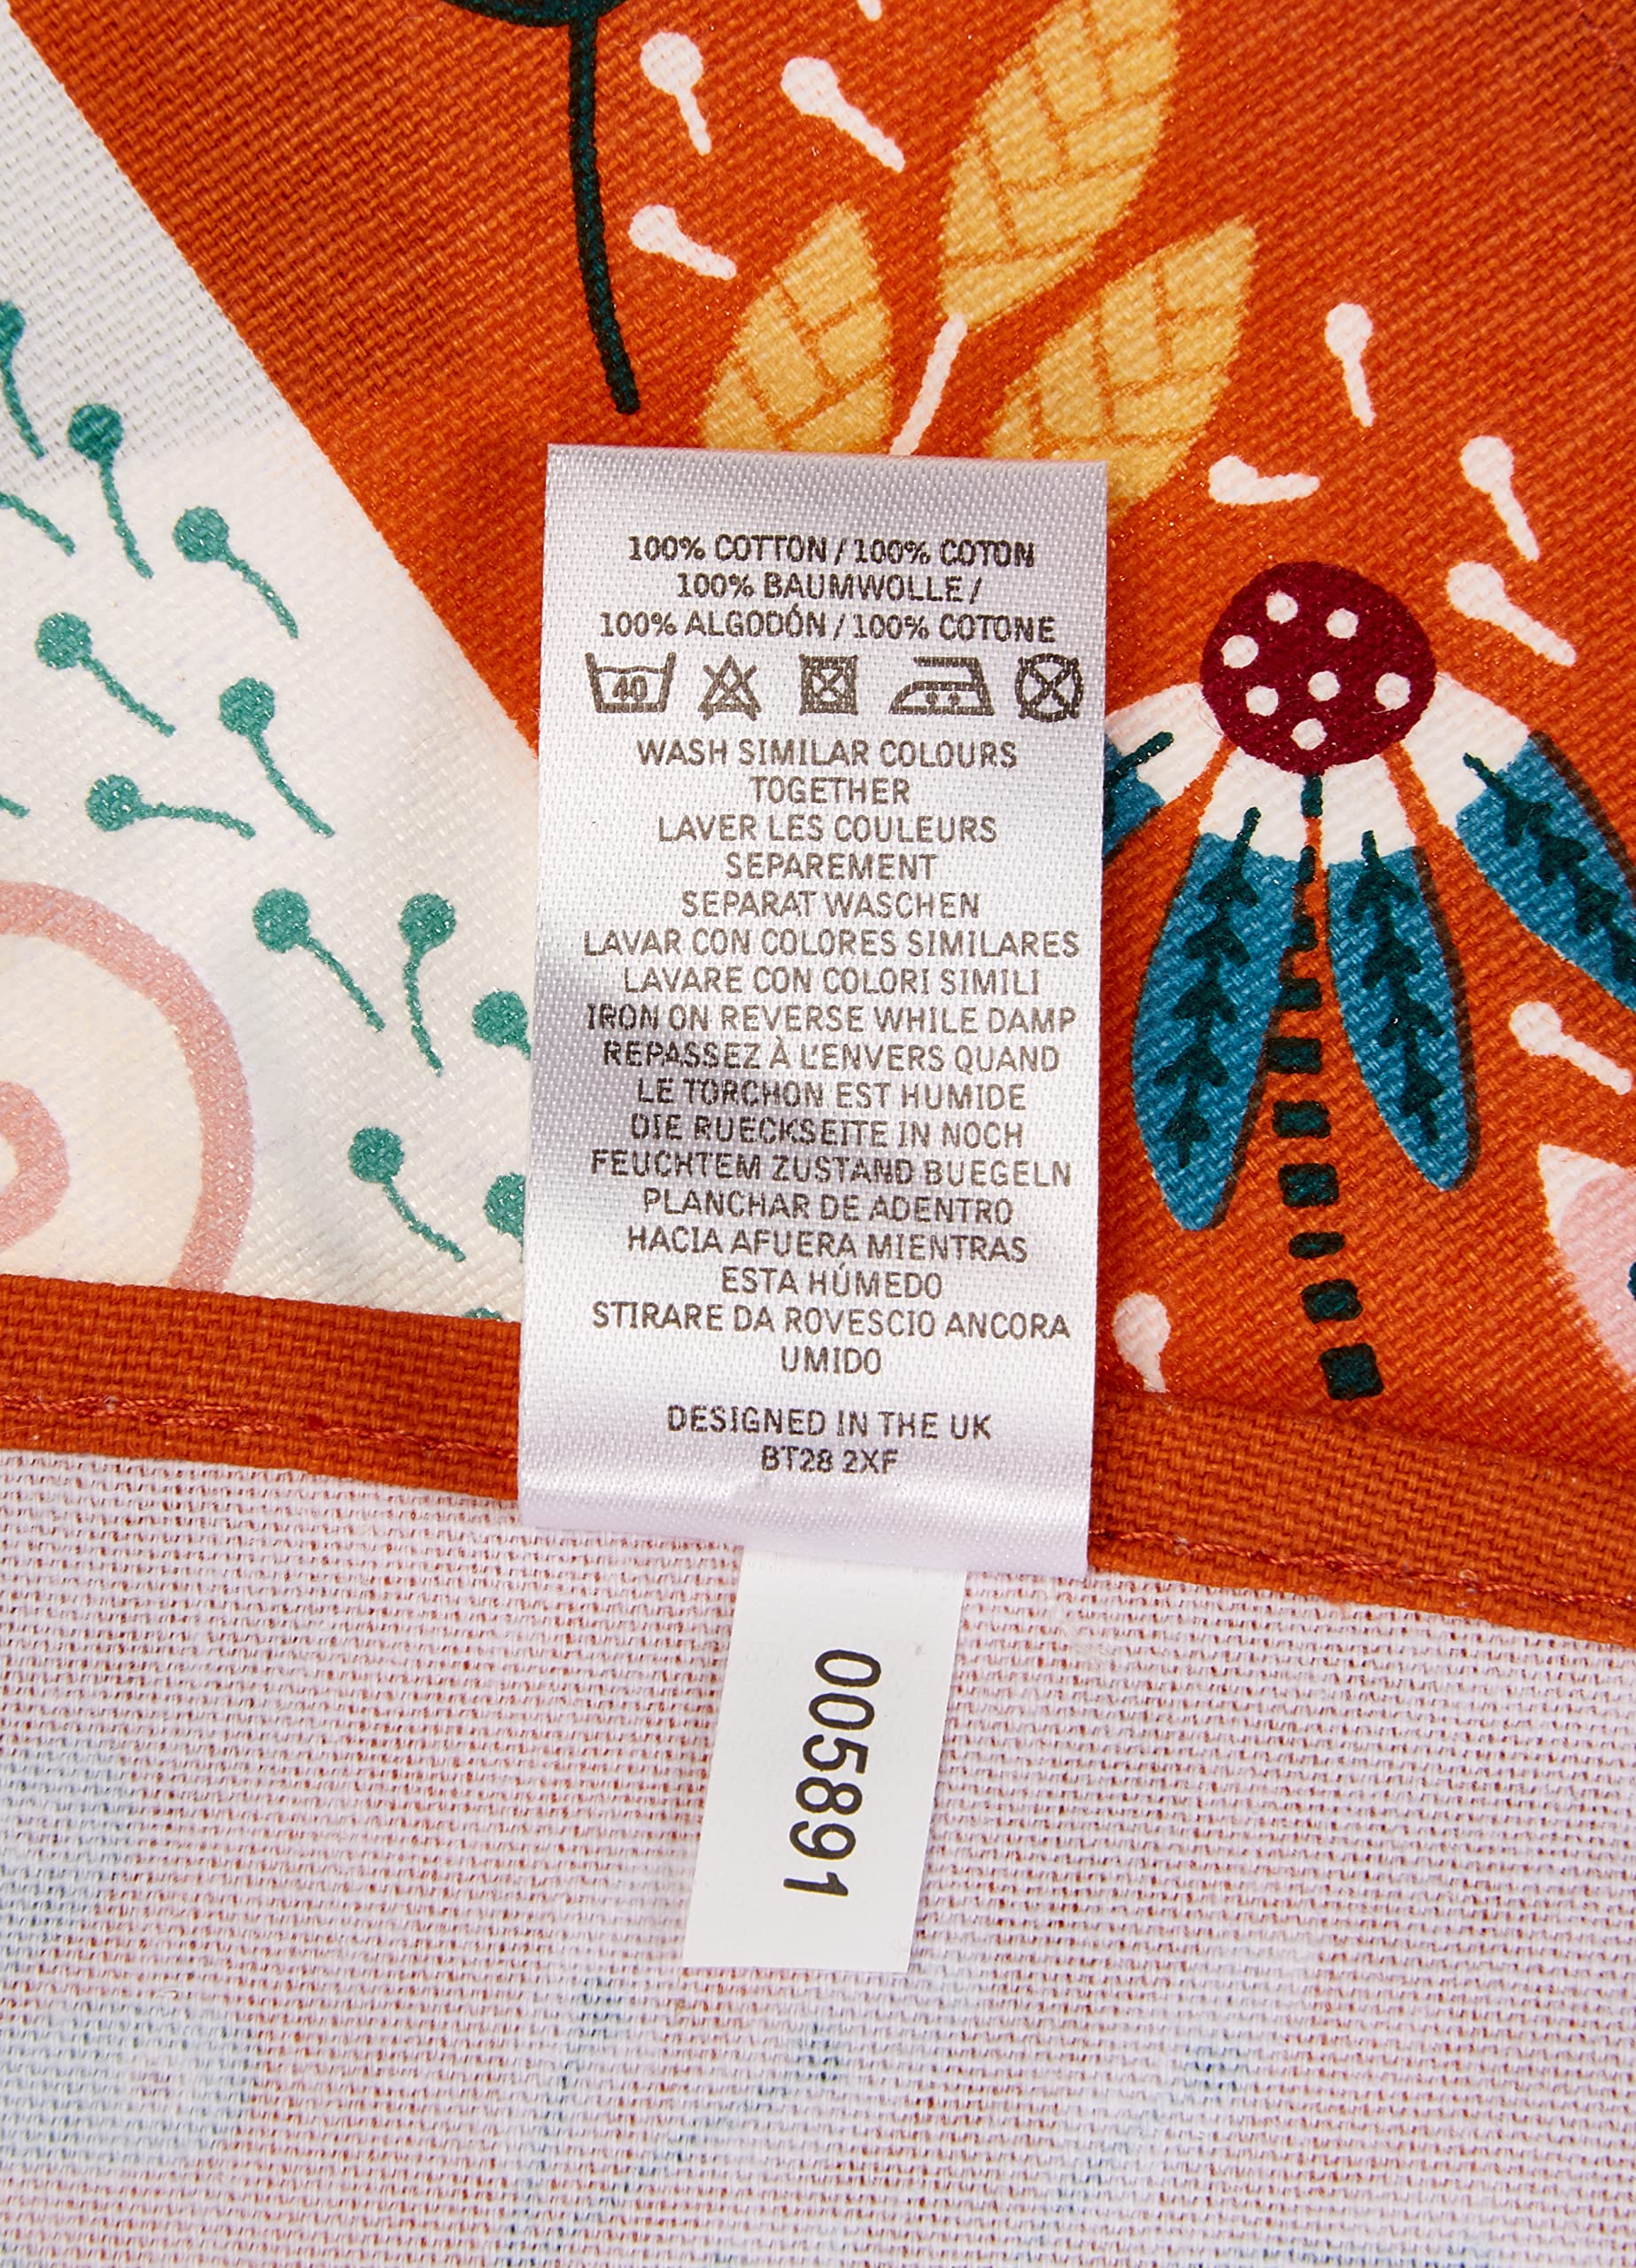 100% COTTON / 100% COTON
100% BAUMWOLLE /
100% ALGODÓN / 100% COTONE
40
WASH SIMILAR COLOURS
TOGETHER
LAVER LES COULEURS
SEPAREMENT
SEPARAT WASCHEN
LAVAR CON COLORES SIMILARES
LAVARE CON COLORI SIMILI
IRON ON REVERSE WHILE DAMP
REPASSEZ À L'ENVERS QUAND
LE TORCHON EST HUMIDE
DIE RUECKSEITE IN NOCH
FEUCHTEM ZUSTAND BUEGELN
PLANCHAR DE ADENTRO
HACIA AFUERA MIENTRAS
ESTA HÚMEDO
STIRARE DA ROVESCIO ANCORA
UMIDO
DESIGNED IN THE UK
BT28 2XF
005891